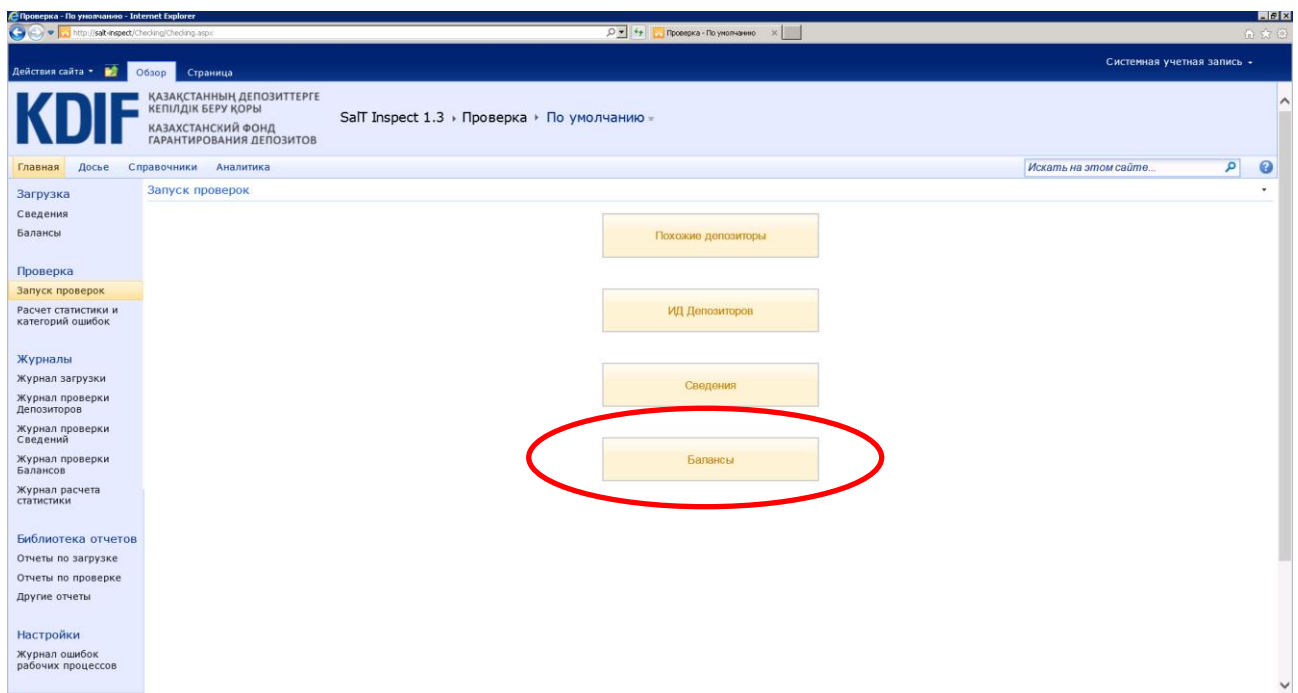 Проверка - По умолчанию - Internet Explorer
http://salt-inspect/Checking/Checking.aspx
Проверка - По умолчанию
Системная учетная запись
Действия сайта
Обзор
Страница
KDIF
ҚАЗАҚСТАННЫҢ ДЕПОЗИТТЕРГЕ
КЕПІЛДІК БЕРУ ҚОРЫ
КАЗАХСТАНСКИЙ ФОНД
ГАРАНТИРОВАНИЯ ДЕПОЗИТОВ
SaIT Inspect 1.3 ▸ Проверка ▸ По умолчанию
Главная Досье Справочники Аналитика
Искать на этом сайте...
Загрузка
Сведения
Балансы
Проверка
Запуск проверок
Расчет статистики и
категорий ошибок
Журналы
Журнал загрузки
Журнал проверки
Депозиторов
Журнал проверки
Сведений
Журнал проверки
Балансов
Журнал расчета
статистики
Библиотека отчетов
Отчеты по загрузке
Отчеты по проверке
Другие отчеты
Настройки
Журнал ошибок
рабочих процессов
Запуск проверок
Похожие депозиторы
ИД Депозиторов
Сведения
Балансы